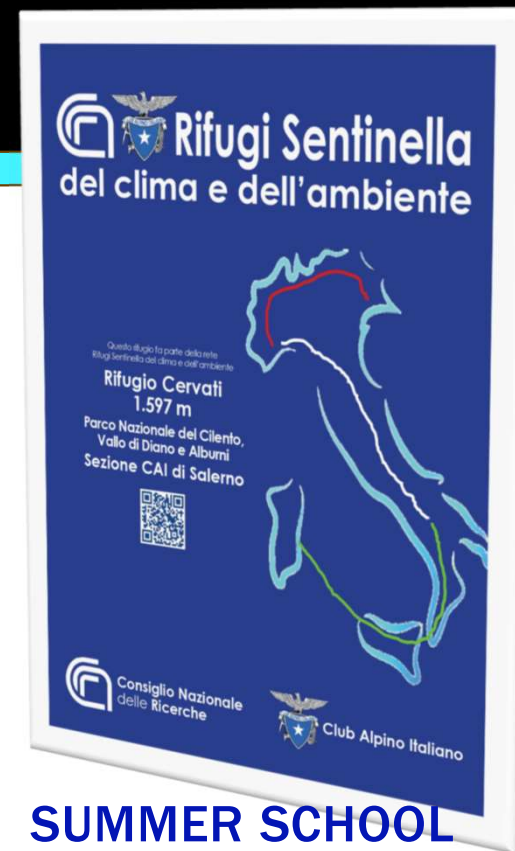 Rifugi Sentinella
del clima e dell'ambiente
Questo rifugio fa parte della rete
Rifugi Sentinella del clima e dell'ambiente
Rifugio Cervati
1.597 m
Parco Nazionale del Cilento,
Vallo di Diano e Alburni
Sezione CAI di Salerno
Consiglio Nazionale
delle Ricerche
Club Alpino Italiano
SUMMER SCHOOL